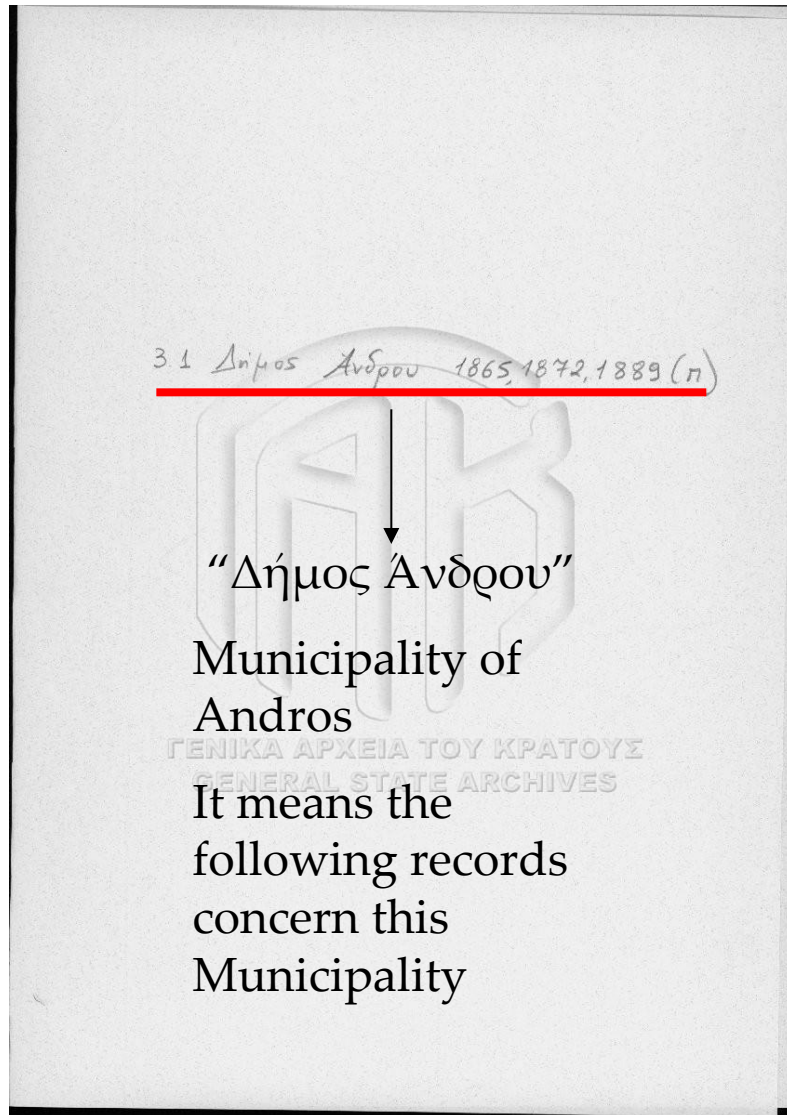 3.1 Δήμος Άνδρου 1865, 1872, 1889 (π)
“Δήμος Άνδρου”
Municipality of
Andros
ΓΕΝΙΚΑ ΑΡΧΕΙΑ ΤΟΥ ΚΡΑΤΟΥΣ
GENERAL STATE ARCHIVES
It means the
following records
concern this
Municipality